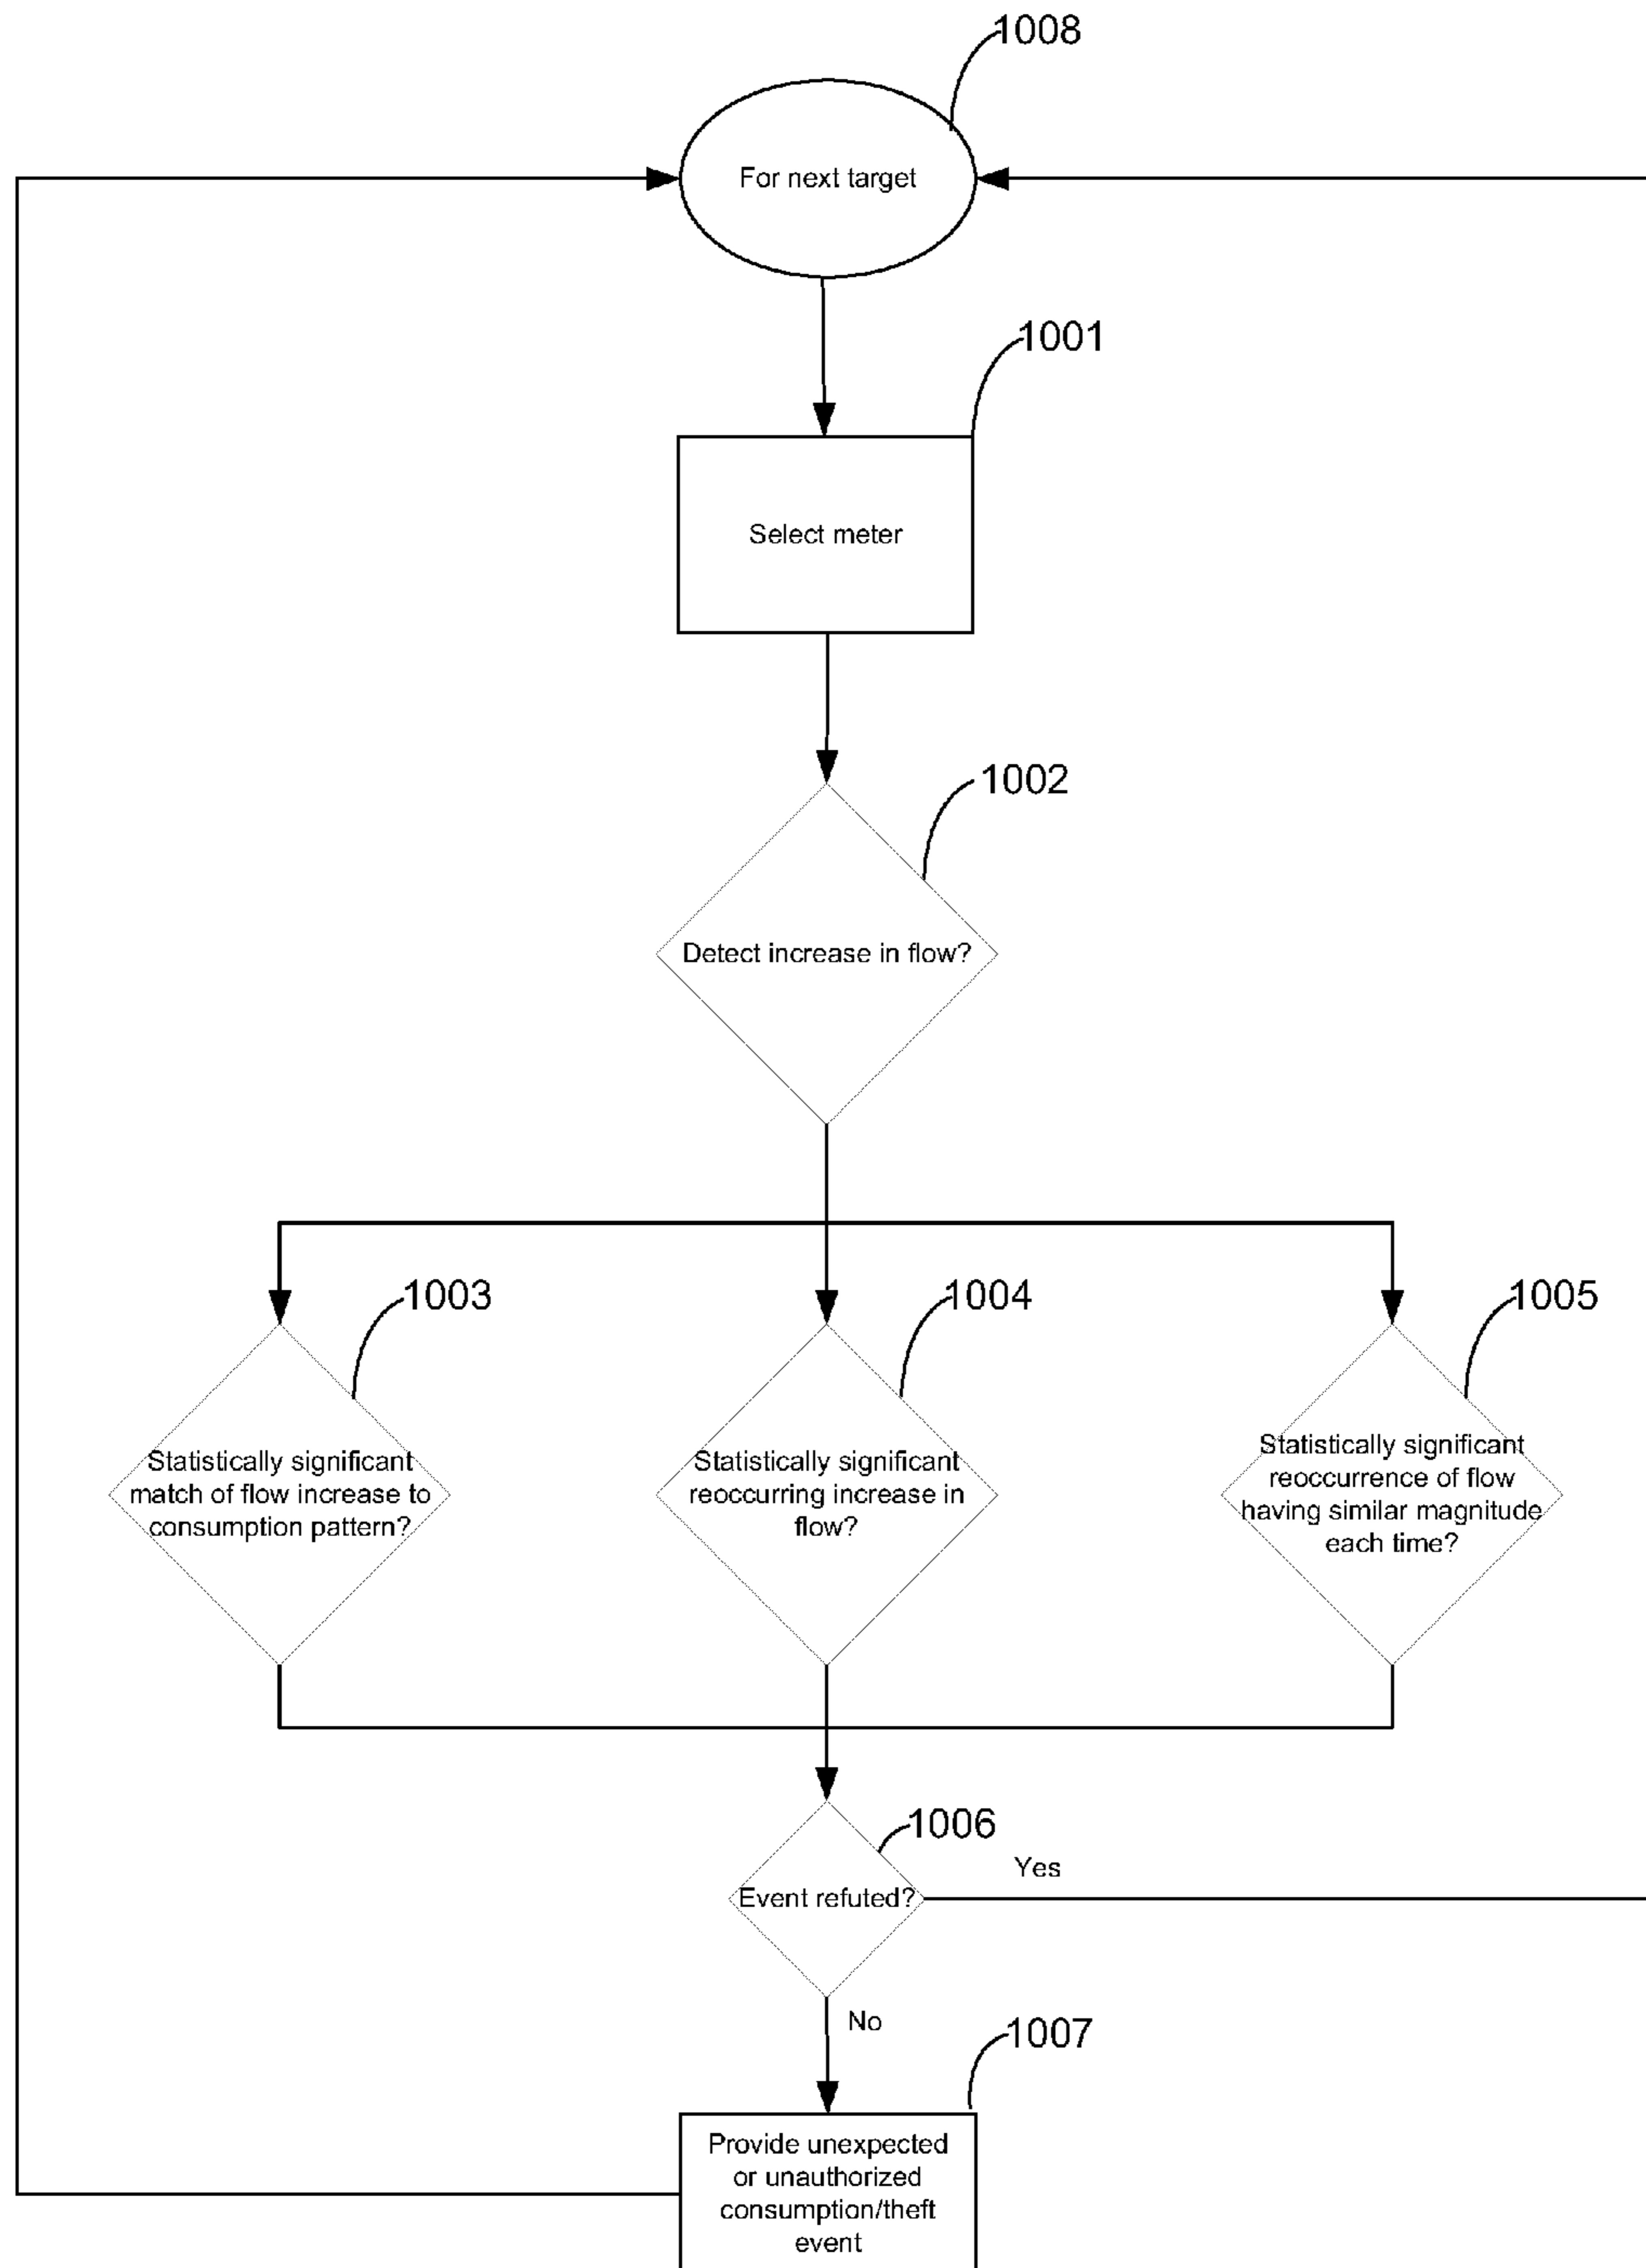 1008
For next target
1001
Select meter
1002
Detect increase in flow?
1003
1004
1005
Statistically significant
match of flow increase to
consumption pattern?
Statistically significant
reoccurring increase in
flow?
Statistically significant
reoccurrence of flow
having similar magnitude
each time?
1006
Event refuted?
Yes
No
1007
Provide unexpected
or unauthorized
consumption/theft
event